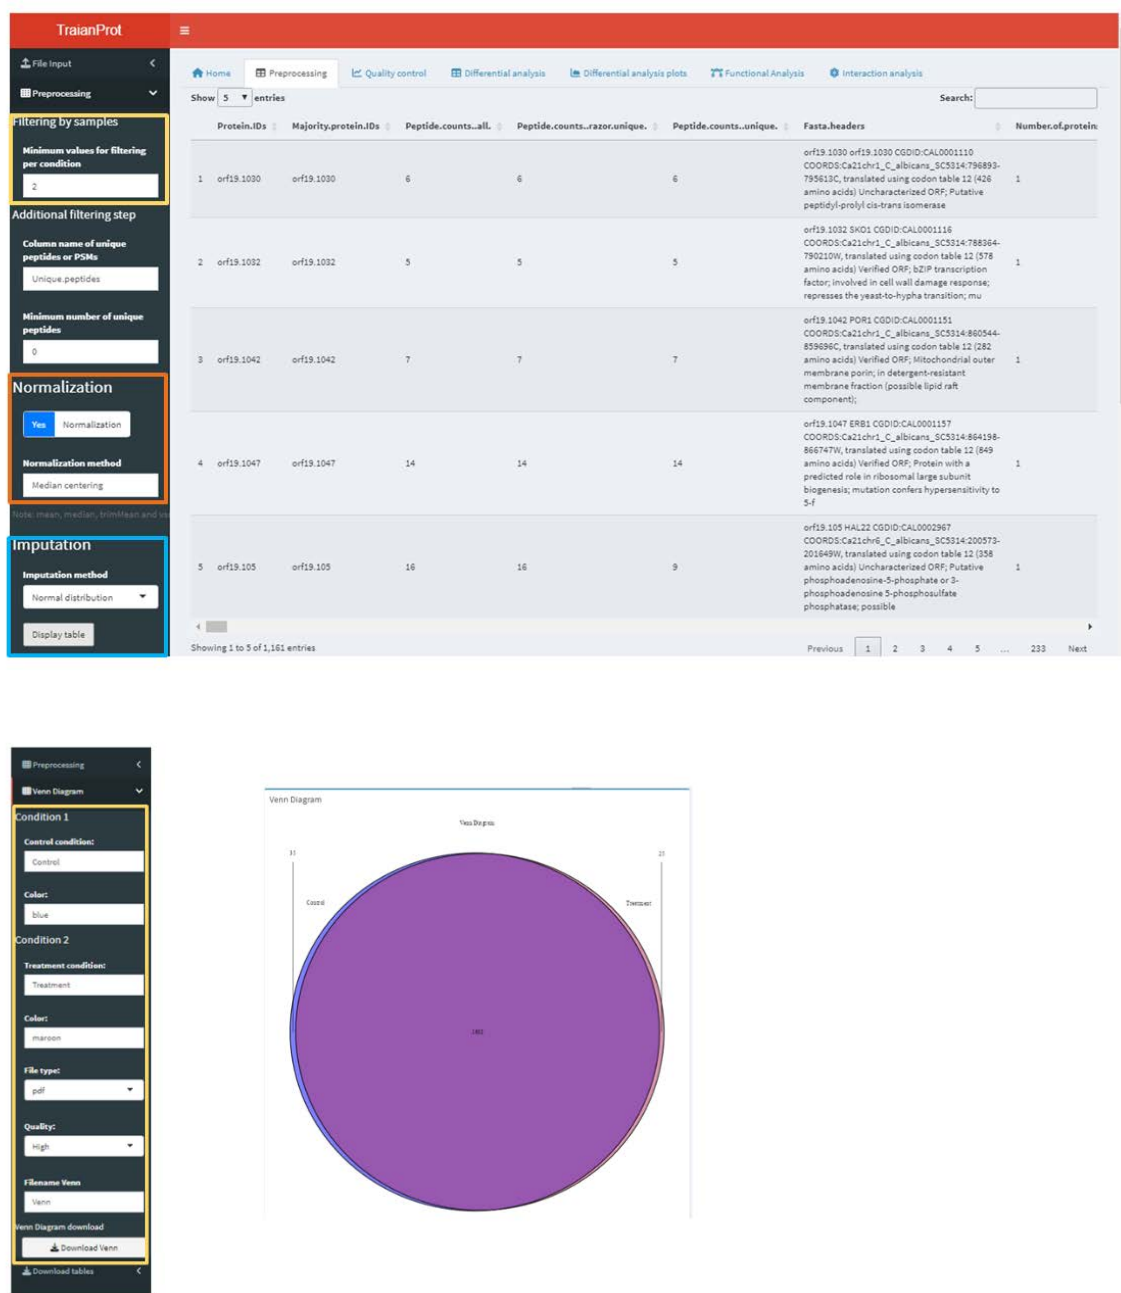 TraianProt
File Input
Home
Preprocessing
Quality control
Differential analysis
Differential analysis plots
Functional Analysis
Interaction analysis
Preprocessing
Show 5 entries
Search:
Filtering by samples
Minimum values for filtering
per condition
2
Additional filtering step
Column name of unique
peptides or PSMs
Unique.peptides
Minimum number of unique
peptides
0
Normalization
Yes Normalization
Normalization method
Median centering
Note: mean, median, trimMean and
Imputation
Imputation method
Normal distribution
Display table
Protein.IDs Majority.protein.IDs Peptide.counts..all. Peptide.counts..razor.unique. Peptide.counts..unique. Fasta.headers Number.of.protein
orf19.1030 orf19.1030 CGDID:CAL0001110
COORDS:Ca21chr1_C_albicans_SC5314:796893-
1 orf19.1030 orf19.1030 6 6 6 795613C, translated using codon table 12 (426 1
amino acids) Uncharacterized ORF; Putative
peptidyl-prolyl cis-trans isomerase
orf19.1032 SKO1 CGDID:CAL0001116
COORDS:Ca21chr1_C_albicans_SC5314:788364-
2 orf19.1032 orf19.1032 5 5 5 790210W, translated using codon table 12 (578 1
amino acids) Verified ORF; bZIP transcription
factor; involved in cell wall damage response;
represses the yeast-to-hypha transition; mu
orf19.1042 POR1 CGDID:CAL0001151
COORDS:Ca21chr1_C_albicans_SC5314:860544-
859696C, translated using codon table 12 (282
3 orf19.1042 orf19.1042 7 7 7 amino acids) Verified ORF; Mitochondrial outer 1
membrane porin; in detergent-resistant
membrane fraction (possible lipid raft
component);
orf19.1047 ERB1 CGDID:CAL0001157
COORDS:Ca21chr1_C_albicans_SC5314:864198-
866747W, translated using codon table 12 (849
4 orf19.1047 orf19.1047 14 14 14 amino acids) Verified ORF; Protein with a 1
predicted role in ribosomal large subunit
biogenesis; mutation confers hypersensitivity to
5-f
orf19.105 HAL22 CGDID:CAL0002967
COORDS:Ca21chr6_C_albicans_SC5314:200573-
201649W, translated using codon table 12 (358
5 orf19.105 orf19.105 16 16 9 amino acids) Uncharacterized ORF; Putative 1
phosphoadenosine-5-phosphate or 3-
phosphoadenosine 5-phosphosulfate
phosphatase; possible
Showing 1 to 5 of 1,161 entries
Previous 1 2 3 4 5 ... 233 Next
Preprocessing
Venn Diagram
Condition 1
Control condition:
Control
Color:
blue
Condition 2
Treatment condition:
Treatment
Color:
maroon
File type:
pdf
Quality:
High
Filename Venn
Venn
Venn Diagram download
Download Venn
Download tables
Venn Diagram
Venn Diagram
Control
Treatment